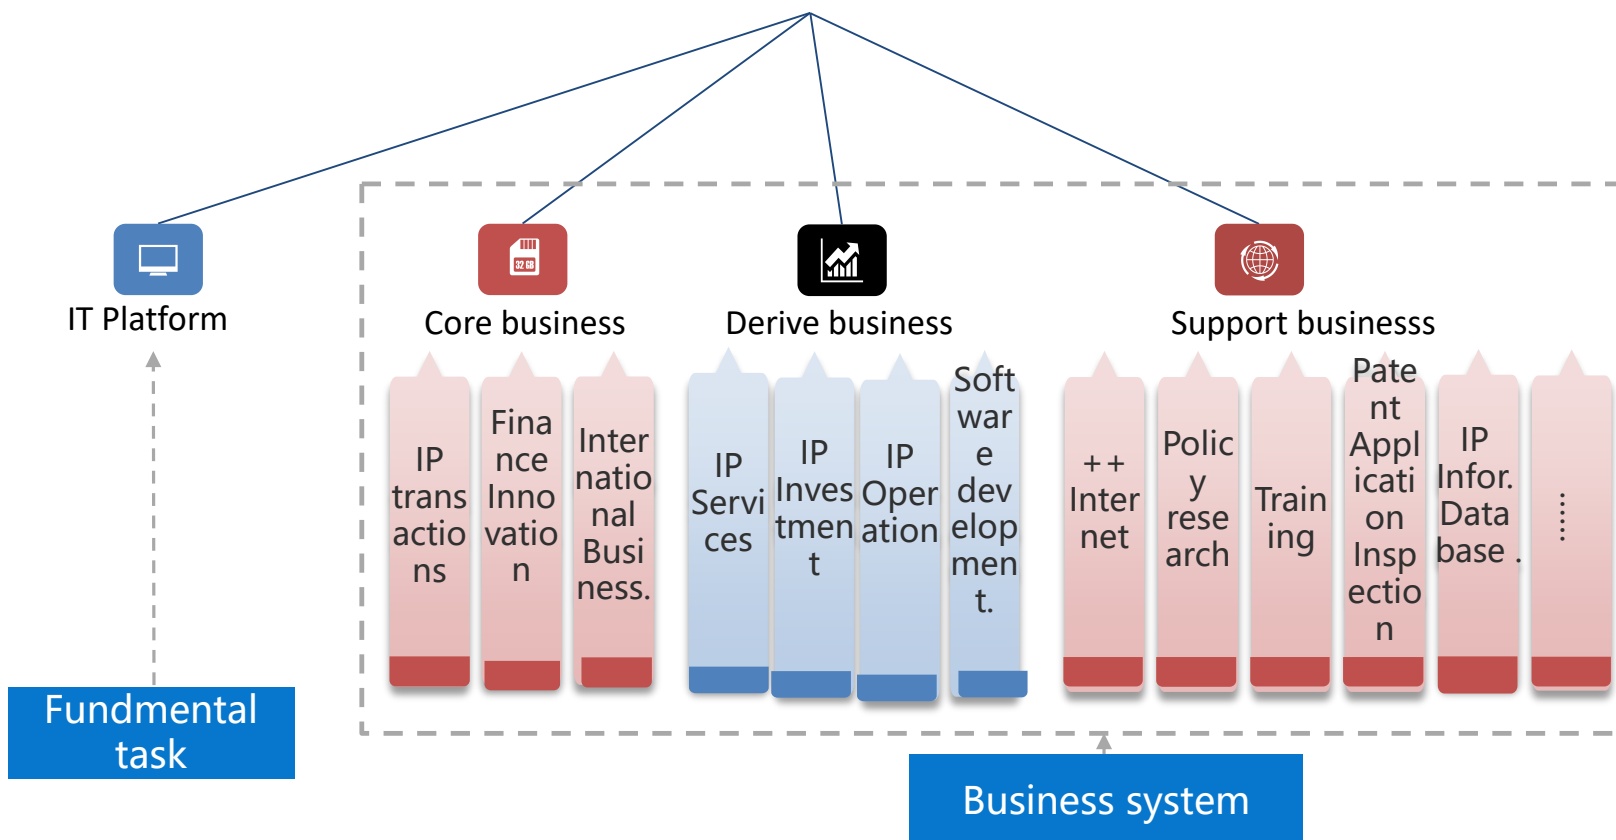 32 GB
IT Platform
Core business
Derive business
Support businesss
IP
trans
actio
ns
Fina
nce
Inno
vatio
n
Inter
natio
nal
Busi
ness.
IP
Servi
ces
IP
Inves
tmen
t
IP
Oper
ation
Soft
war
e
dev
elop
men
t.
++
Inter
net
Polic
y
rese
arch
Train
ing
Pate
nt
Appl
icati
on
Insp
ectio
n
IP
Infor.
Data
base .
……
Fundmental
task
Business system